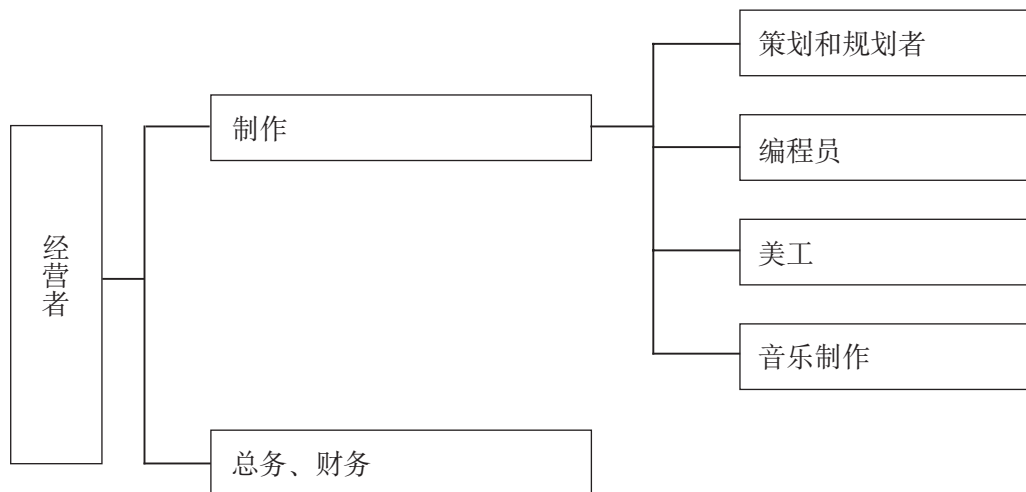 经营者
制作
总务、财务
策划和规划者
编程员
美工
音乐制作